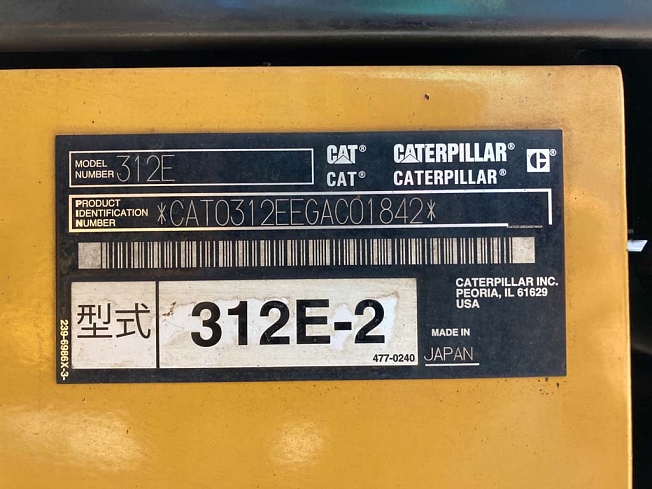 MODEL NUMBER 312E
CAT® CATERPILLAR® C®
CAT® CATERPILLAR®
PRODUCT IDENTIFICATION NUMBER *CAT0312EEGAC01842*
CATERPILLAR INC.
PEORIA, IL 61629
USA
型式 312E-2
477-0240
MADE IN
JAPAN
239-6986X-3-